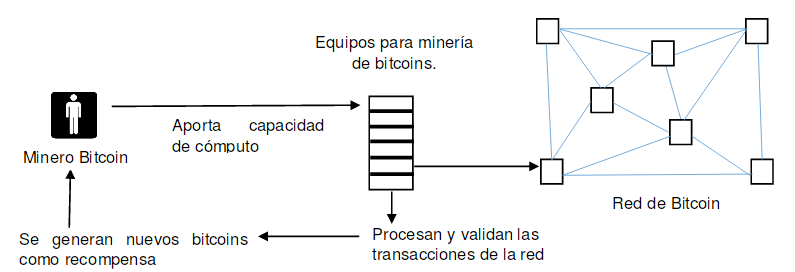 Equipos para minería
de bitcoins.
Aporta capacidad
de cómputo
Minero Bitcoin
Red de Bitcoin
Procesan y validan las
transacciones de la red
Se generan nuevos bitcoins
como recompensa